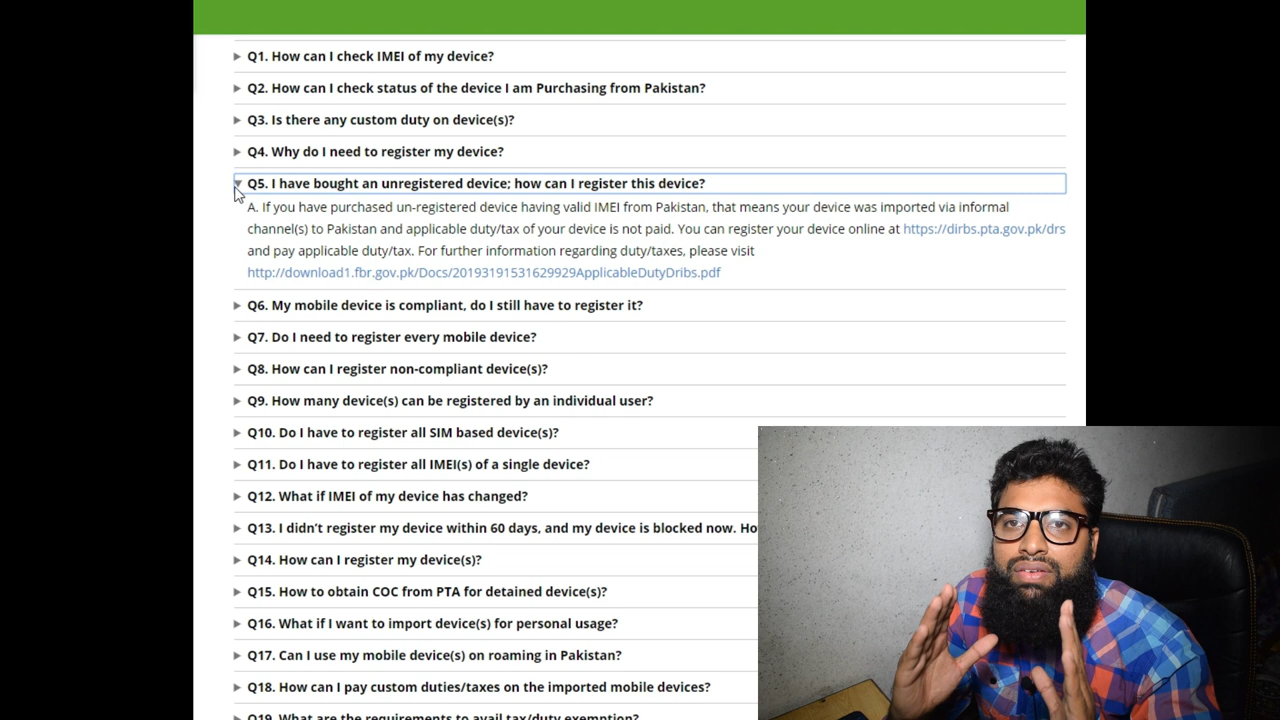 Q1. How can I check IMEI of my device?
Q2. How can I check status of the device I am Purchasing from Pakistan?
Q3. Is there any custom duty on device(s)?
Q4. Why do I need to register my device?
Q5. I have bought an unregistered device; how can I register this device?
A. If you have purchased un-registered device having valid IMEI from Pakistan, that means your device was imported via informal
channel(s) to Pakistan and applicable duty/tax of your device is not paid. You can register your device online at https://dirbs.pta.gov.pk/drs
and pay applicable duty/tax. For further information regarding duty/taxes, please visit
http://download1.fbr.gov.pk/Docs/20193191531629929ApplicableDutyDribs.pdf
Q6. My mobile device is compliant, do I still have to register it?
Q7. Do I need to register every mobile device?
Q8. How can I register non-compliant device(s)?
Q9. How many device(s) can be registered by an individual user?
Q10. Do I have to register all SIM based device(s)?
Q11. Do I have to register all IMEI(s) of a single device?
Q12. What if IMEI of my device has changed?
Q13. I didn't register my device within 60 days, and my device is blocked now. Ho
Q14. How can I register my device(s)?
Q15. How to obtain COC from PTA for detained device(s)?
Q16. What if I want to import device(s) for personal usage?
Q17. Can I use my mobile device(s) on roaming in Pakistan?
Q18. How can I pay custom duties/taxes on the imported mobile devices?
Q19. What are the requirements to avail tax/duty exemption?